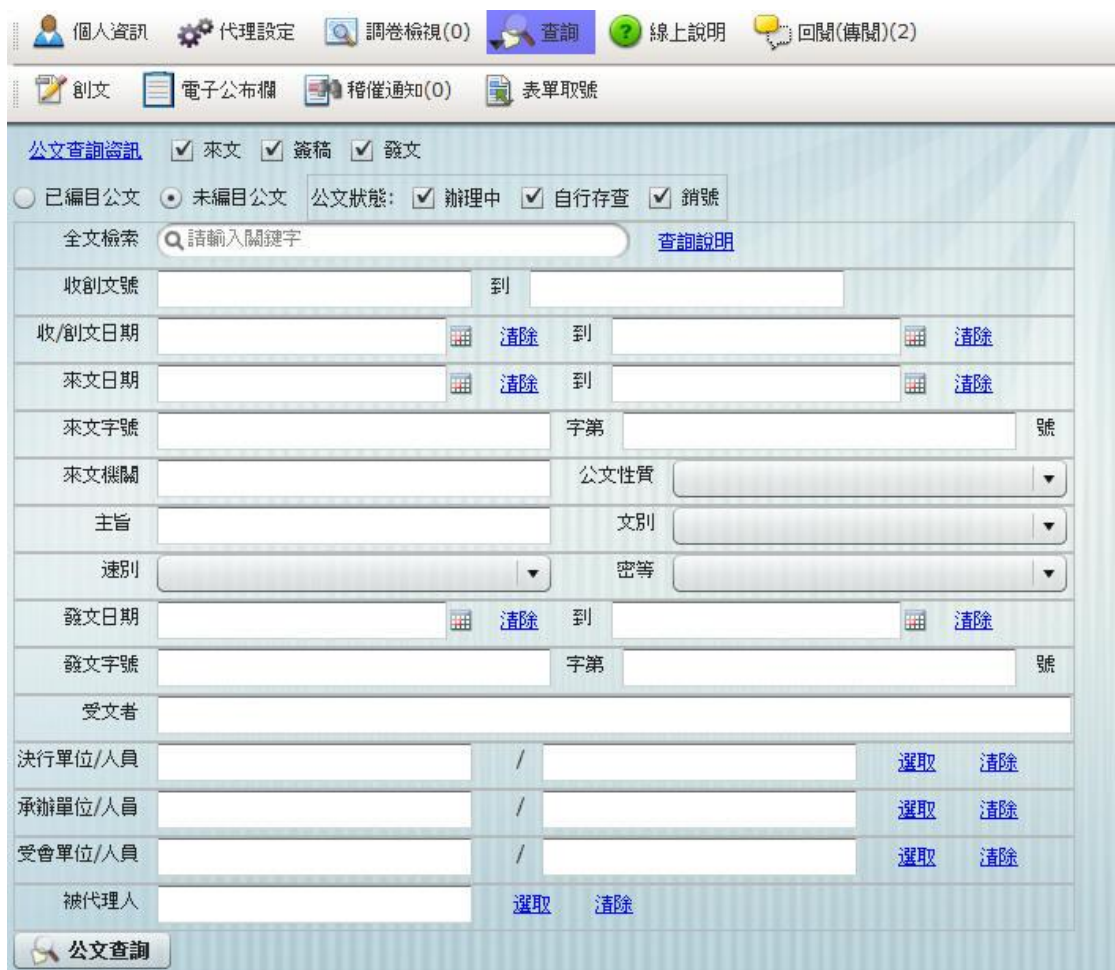 個人資訊 代理設定 調卷檢視(0) 查詢 線上說明 回閱(傳閱)(2)
創文 電子公布欄 稽催通知(0) 表單取號
公文查詢資訊 來文 簽稿 發文
已編目公文 未編目公文 公文狀態: 辦理中 自行存查 銷號
全文檢索 請輸入關鍵字 查詢說明
收創文號 到
收/創文日期 清除 到 清除
來文日期 清除 到 清除
來文字號 字第 號
來文機關 公文性質
主旨 文別
速別 密等
發文日期 清除 到 清除
發文字號 字第 號
受文者
決行單位/人員 / 選取 清除
承辦單位/人員 / 選取 清除
受會單位/人員 / 選取 清除
被代理人 選取 清除
公文查詢